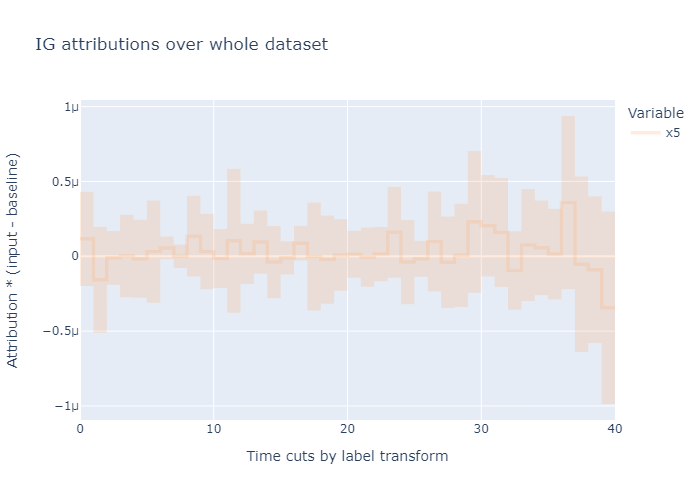 IG attributions over whole dataset
Variable
x5
Attribution * (input - baseline)
1μ
0.5μ
0
−0.5μ
−1μ
0
10
20
30
40
Time cuts by label transform